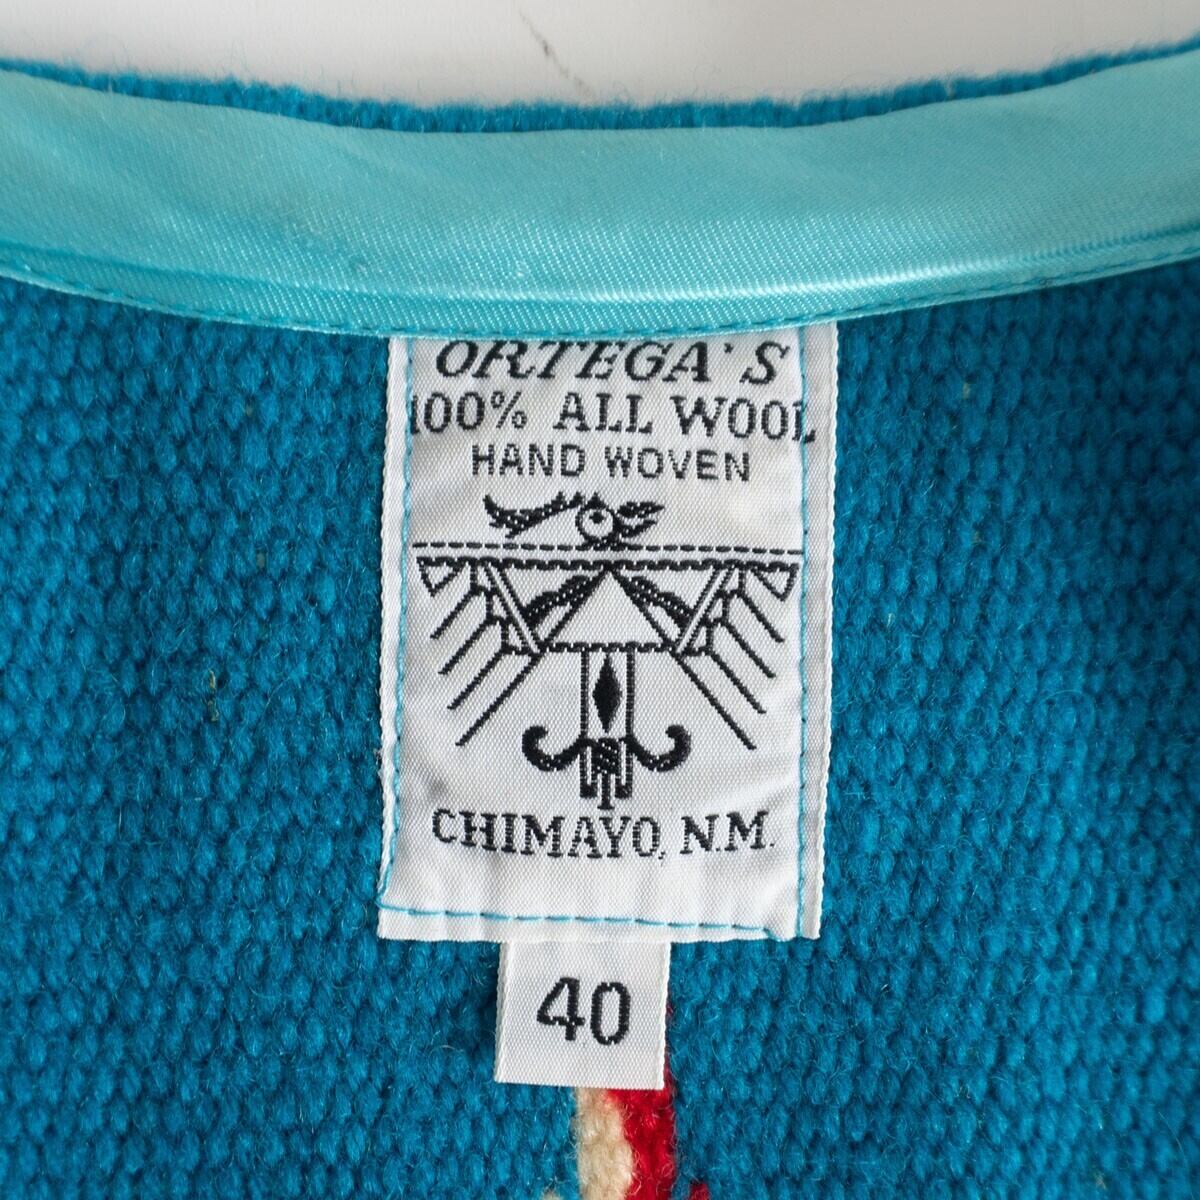 ORTEGA'S
100% ALL WOOL
HAND WOVEN
CHIMAYO, N.M.
40